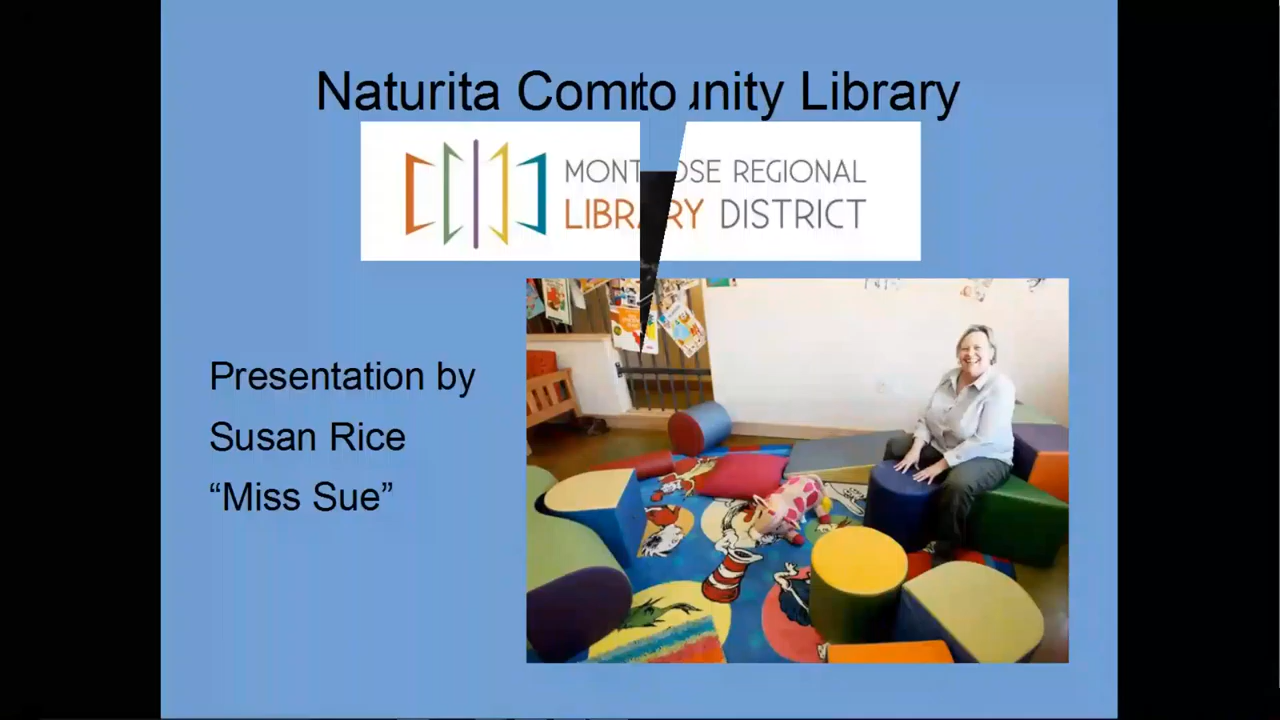 Naturita Community Library
MONTROSE REGIONAL
LIBRARY DISTRICT
Presentation by
Susan Rice
“Miss Sue”